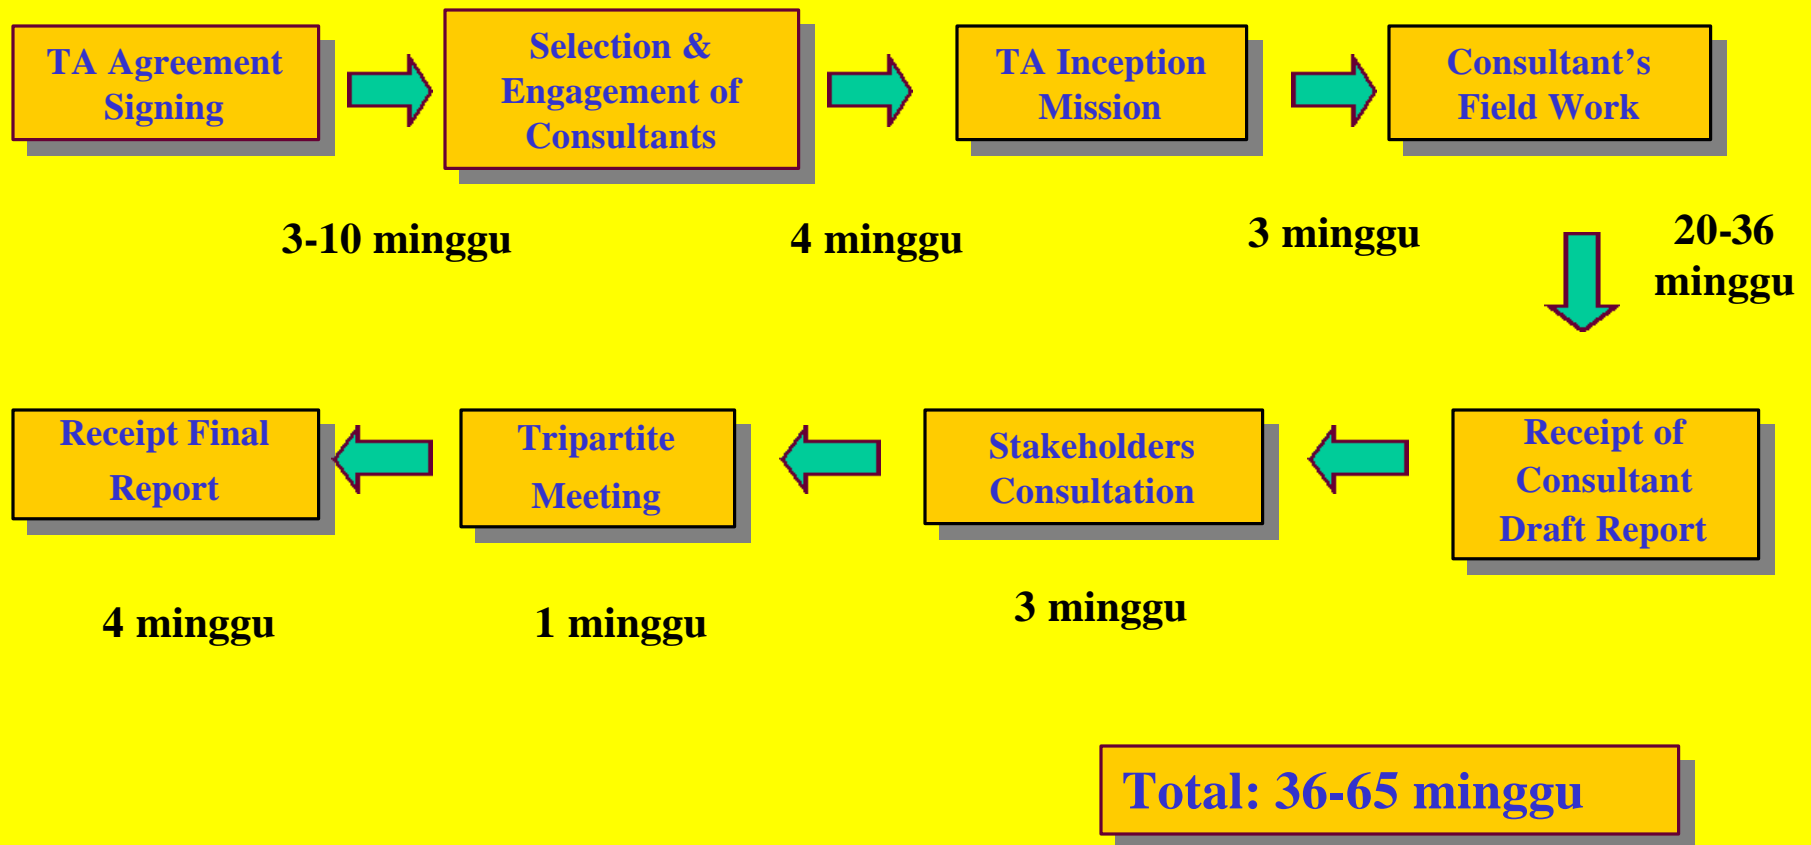 TA Agreement
Signing
Selection &
Engagement of
Consultants
TA Inception
Mission
Consultant’s
Field Work
3-10 minggu
4 minggu
3 minggu
20-36
minggu
Receipt Final
Report
Tripartite
Meeting
Stakeholders
Consultation
Receipt of
Consultant
Draft Report
4 minggu
1 minggu
3 minggu
Total: 36-65 minggu